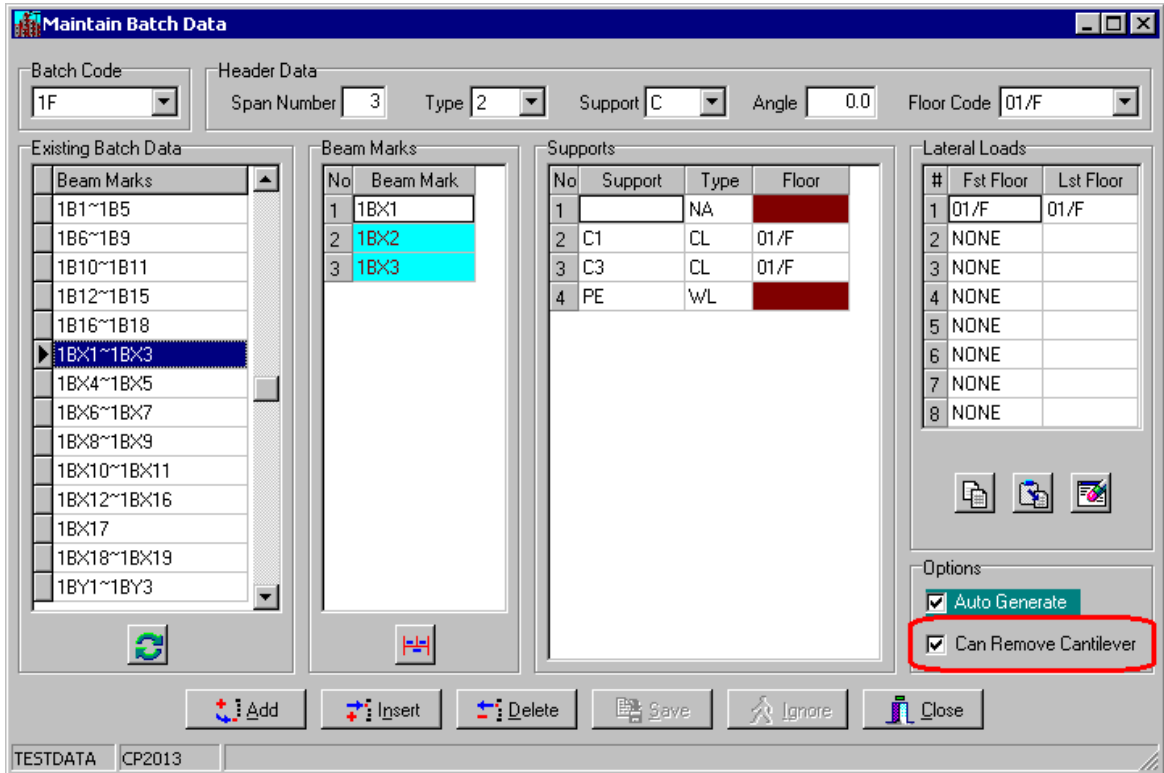 Maintain Batch Data
Batch Code
1F
Header Data
Span Number 3 Type 2 Support C Angle 0.0 Floor Code 01/F
Existing Batch Data
Beam Marks
1B1~1B5
1B6~1B9
1B10~1B11
1B12~1B15
1B16~1B18
1BX1~1BX3
1BX4~1BX5
1BX6~1BX7
1BX8~1BX9
1BX10~1BX11
1BX12~1BX16
1BX17
1BX18~1BX19
1BY1~1BY3
Beam Marks
No Beam Mark
1 1BX1
2 1BX2
3 1BX3
Supports
No Support Type Floor
1 NA
2 C1 CL 01/F
3 C3 CL 01/F
4 PE WL
Lateral Loads
# Fst Floor Lst Floor
1 01/F 01/F
2 NONE
3 NONE
4 NONE
5 NONE
6 NONE
7 NONE
8 NONE
Options
Auto Generate
Can Remove Cantilever
Add Insert Delete Save Ignore Close
TESTDATA CP2013